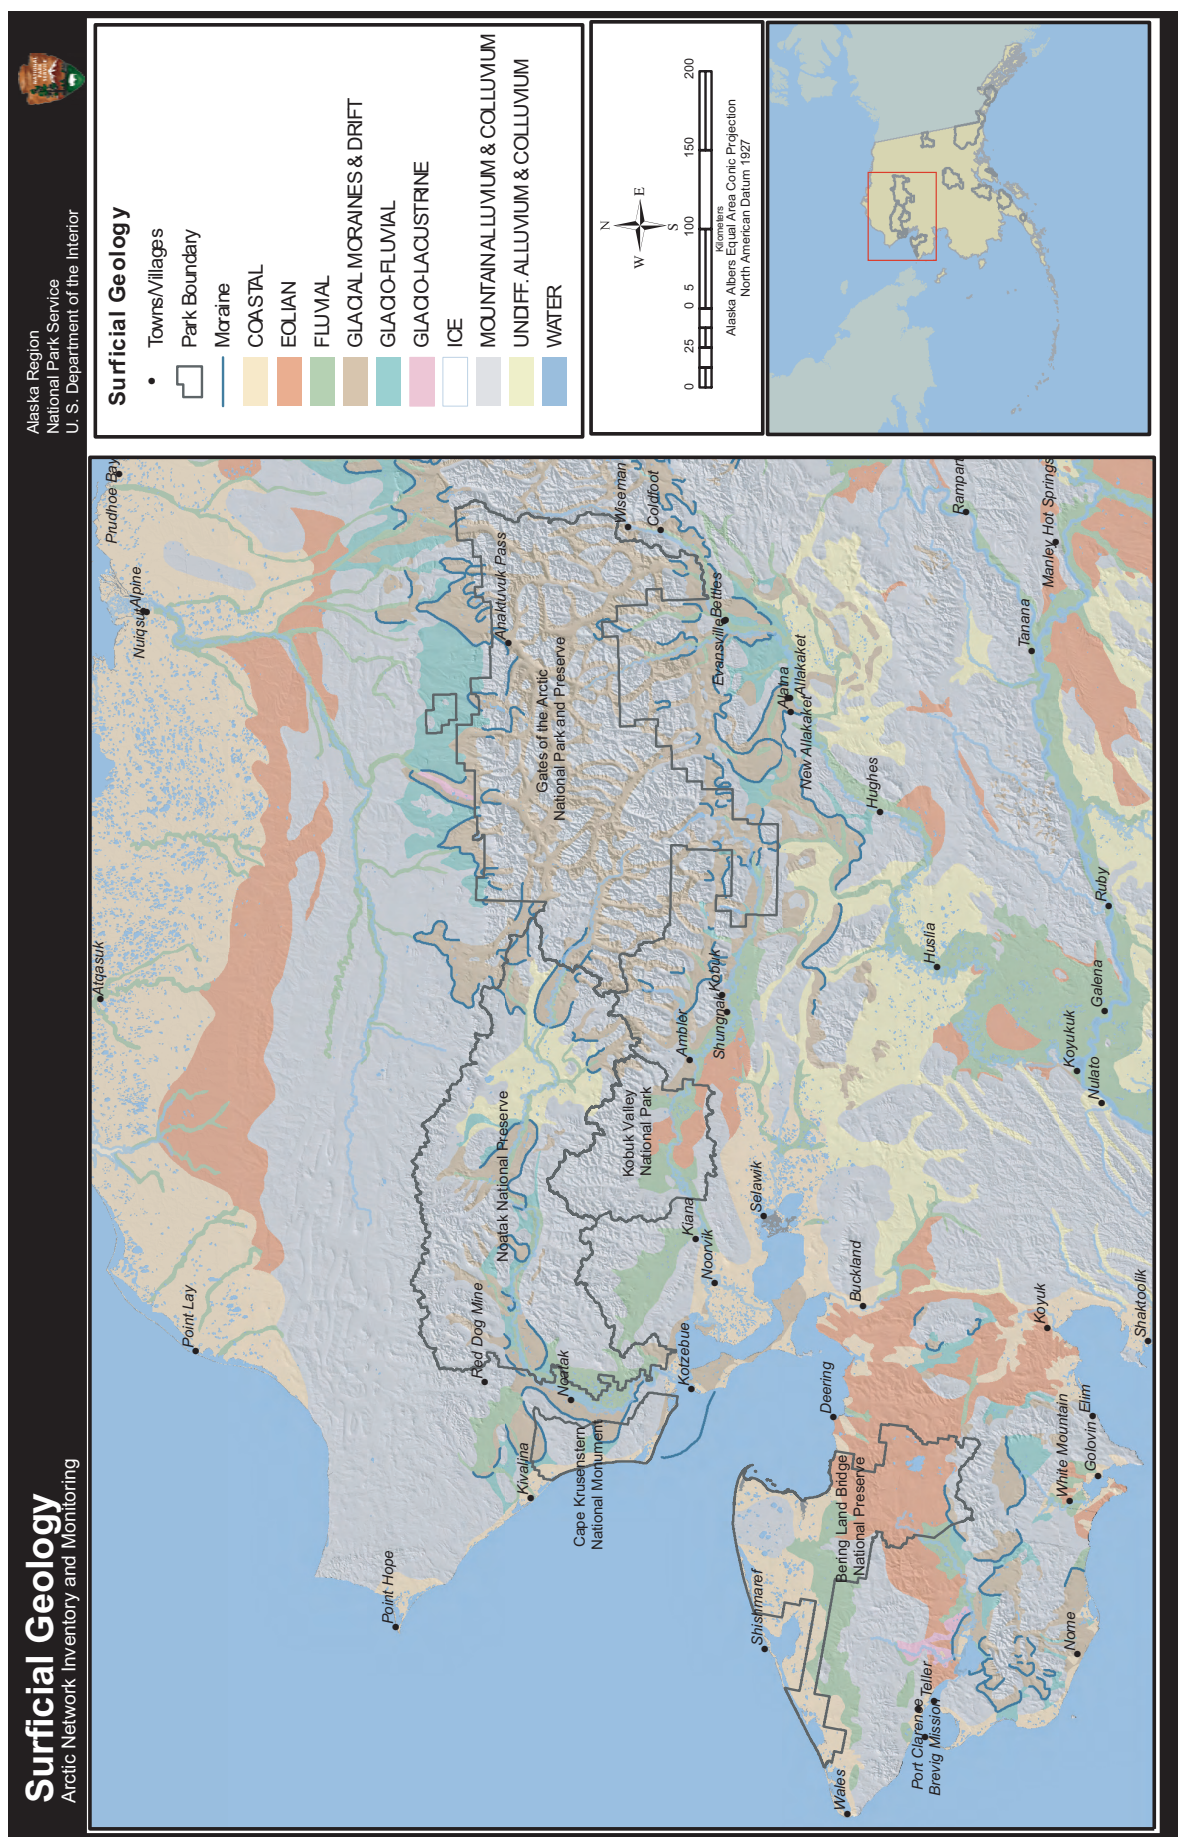 Surficial Geology
Arctic Network Inventory and Monitoring
Alaska Region
National Park Service
U. S. Department of the Interior
NATIONAL
PARK
SERVICE
Surficial Geology
Towns/Villages
Park Boundary
Moraine
COASTAL
EOLIAN
FLUVIAL
GLACIAL MORAINES & DRIFT
GLACIO-FLUVIAL
GLACIO-LACUSTRINE
ICE
MOUNTAIN ALLUVIUM & COLLUVIUM
UNDIFF. ALLUVIUM & COLLUVIUM
WATER
N
W
E
S
0 25 0 5 100 150 200
Kilometers
Alaska Albers Equal Area Conic Projection
North American Datum 1927
Atqasuk
Prudhoe Bay
Nuiqsut
Alpine
Point Lay
Point Hope
Red Dog Mine
Noatak National Preserve
Anaktuvuk Pass
Gates of the Arctic
National Park and Preserve
Wiseman
Coldfoot
Kivalina
Noatak
Cape Krusenstern
National Monument
Kobuk Valley
National Park
Ambler
Kotzebue
Kiana
Noorvik
Shungnak
Kobuk
Evansville
Bettles
Selawik
Alatna
Allakaket
New Allakaket
Shishmaref
Deering
Bering Land Bridge
National Preserve
Buckland
Hughes
Wales
Huslia
Rampart
Port Clarence
Brevig Mission
Teller
Tanana
Manley Hot Springs
Koyuk
White Mountain
Nome
Golovin
Elim
Koyukuk
Nulato
Galena
Ruby
Shaktoolik